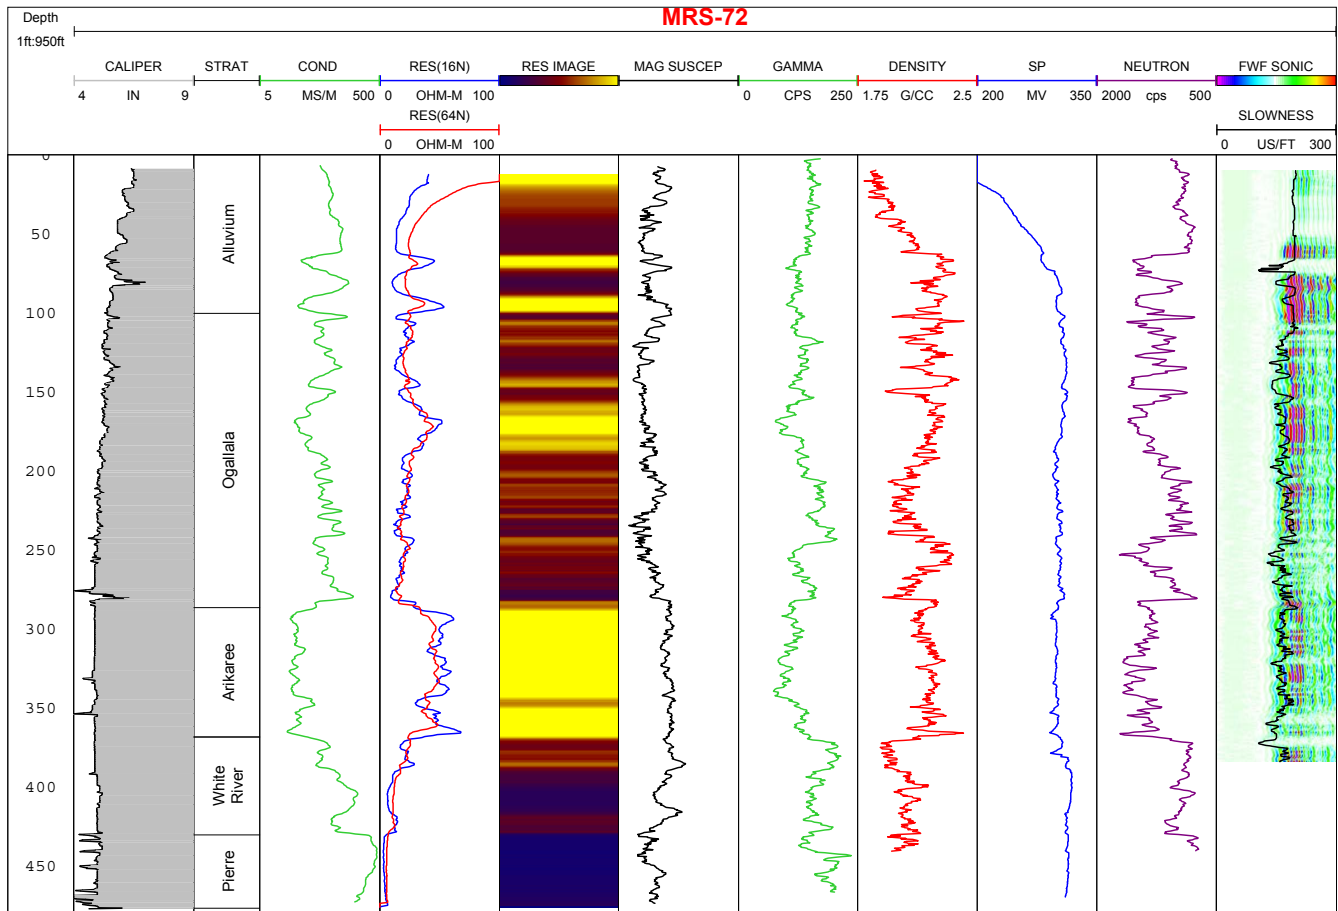 MRS-72
Depth
1ft:950ft
CALIPER STRAT COND RES(16N) RES IMAGE MAG SUSCEP GAMMA DENSITY SP NEUTRON FWF SONIC
4 IN 9 5 MS/M 500 0 OHM-M 100 0 CPS 250 1.75 G/CC 2.5 200 MV 350 2000 cps 500
RES(64N) SLOWNESS
0 OHM-M 100 0 US/FT 300
0
50
Alluvium
100
150
200
Ogallala
250
300
Arikaree
350
400
White
River
450
Pierre